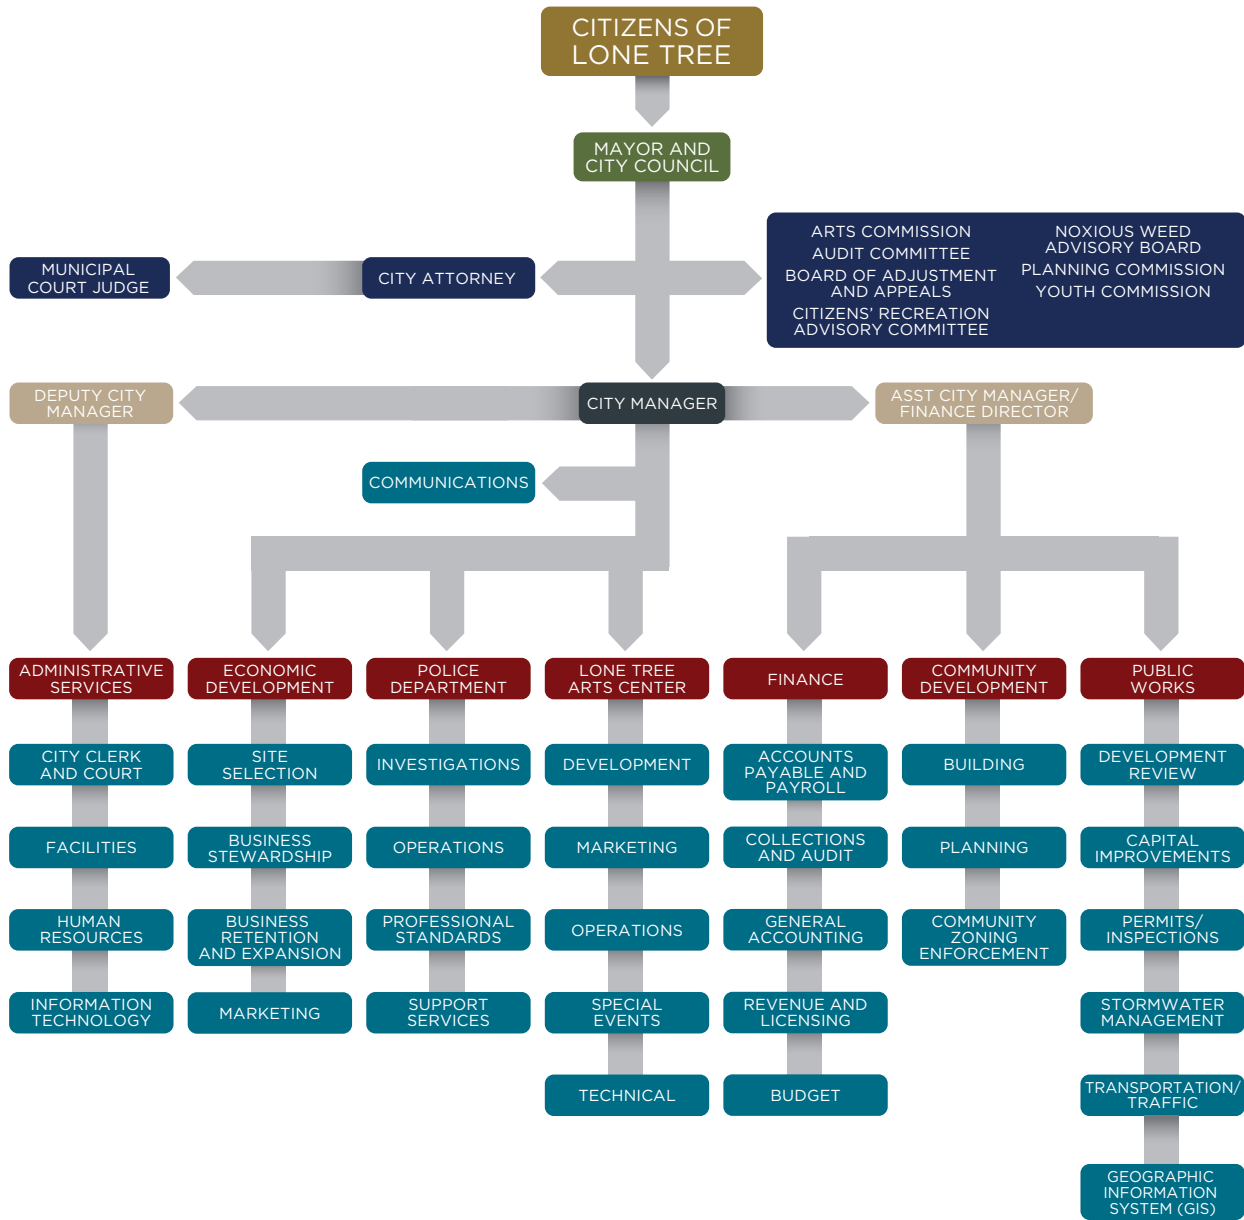 CITIZENS OF
LONE TREE
MAYOR AND
CITY COUNCIL
MUNICIPAL
COURT JUDGE
CITY ATTORNEY
ARTS COMMISSION
AUDIT COMMITTEE
BOARD OF ADJUSTMENT
AND APPEALS
CITIZENS’ RECREATION
ADVISORY COMMITTEE
NOXIOUS WEED
ADVISORY BOARD
PLANNING COMMISSION
YOUTH COMMISSION
DEPUTY CITY
MANAGER
CITY MANAGER
ASST CITY MANAGER/
FINANCE DIRECTOR
COMMUNICATIONS
ADMINISTRATIVE
SERVICES
CITY CLERK
AND COURT
FACILITIES
HUMAN
RESOURCES
INFORMATION
TECHNOLOGY
ECONOMIC
DEVELOPMENT
SITE
SELECTION
BUSINESS
STEWARDSHIP
BUSINESS
RETENTION
AND EXPANSION
MARKETING
POLICE
DEPARTMENT
INVESTIGATIONS
OPERATIONS
PROFESSIONAL
STANDARDS
SUPPORT
SERVICES
LONE TREE
ARTS CENTER
DEVELOPMENT
MARKETING
OPERATIONS
SPECIAL
EVENTS
TECHNICAL
FINANCE
ACCOUNTS
PAYABLE AND
PAYROLL
COLLECTIONS
AND AUDIT
GENERAL
ACCOUNTING
REVENUE AND
LICENSING
BUDGET
COMMUNITY
DEVELOPMENT
BUILDING
PLANNING
COMMUNITY
ZONING
ENFORCEMENT
PUBLIC
WORKS
DEVELOPMENT
REVIEW
CAPITAL
IMPROVEMENTS
PERMITS/
INSPECTIONS
STORMWATER
MANAGEMENT
TRANSPORTATION/
TRAFFIC
GEOGRAPHIC
INFORMATION
SYSTEM (GIS)